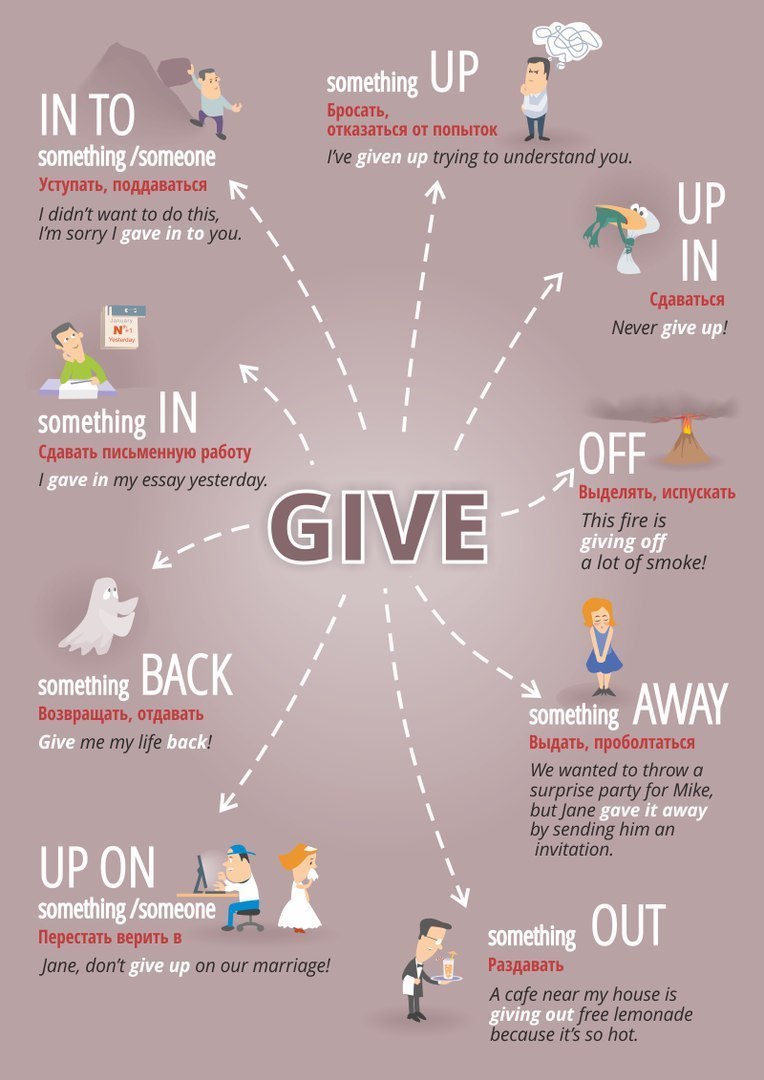 IN TO
something /someone
Уступать, поддаваться
I didn't want to do this,
I'm sorry I gave in to you.
something UP
Бросать,
отказаться от попыток
I've given up trying to understand you.
UP
IN
Сдаваться
Never give up!
January
Yesterday
something IN
Сдавать письменную работу
I gave in my essay yesterday.
OFF
Выделять, испускать
This fire is
giving off
a lot of smoke!
GIVE
something BACK
Возвращать, отдавать
Give me my life back!
something AWAY
Выдать, проболтаться
We wanted to throw a
surprise party for Mike,
but Jane gave it away
by sending him an
invitation.
UP ON
something /someone
Перестать верить в
Jane, don't give up on our marriage!
something OUT
Раздавать
A cafe near my house is
giving out free lemonade
because it's so hot.